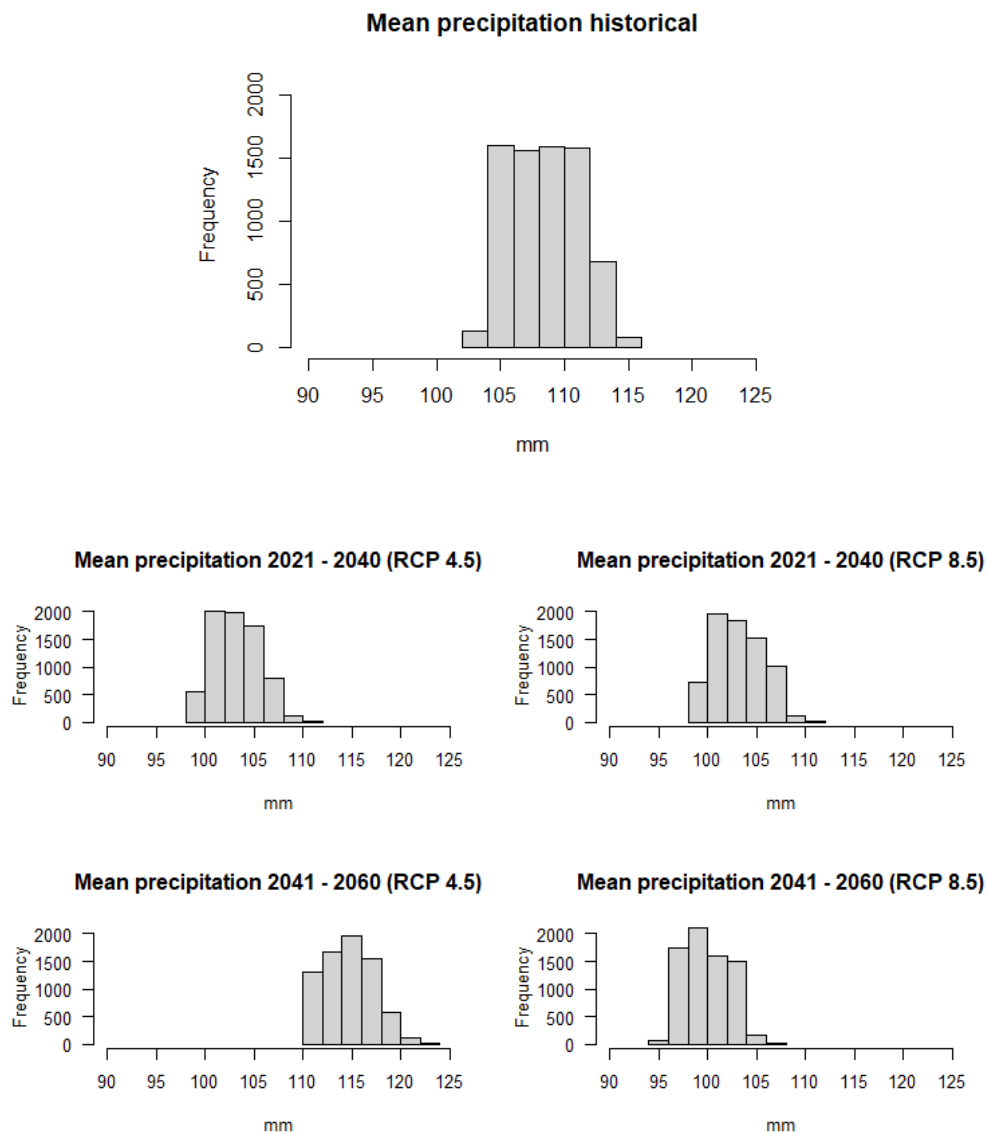 Mean precipitation historical
2000
1500
1000
500
0
Frequency
90 95 100 105 110 115 120 125
mm
Mean precipitation 2021 - 2040 (RCP 4.5)
2000
1500
1000
500
0
Frequency
90 95 100 105 110 115 120 125
mm
Mean precipitation 2021 - 2040 (RCP 8.5)
2000
1500
1000
500
0
Frequency
90 95 100 105 110 115 120 125
mm
Mean precipitation 2041 - 2060 (RCP 4.5)
2000
1500
1000
500
0
Frequency
90 95 100 105 110 115 120 125
mm
Mean precipitation 2041 - 2060 (RCP 8.5)
2000
1500
1000
500
0
Frequency
90 95 100 105 110 115 120 125
mm